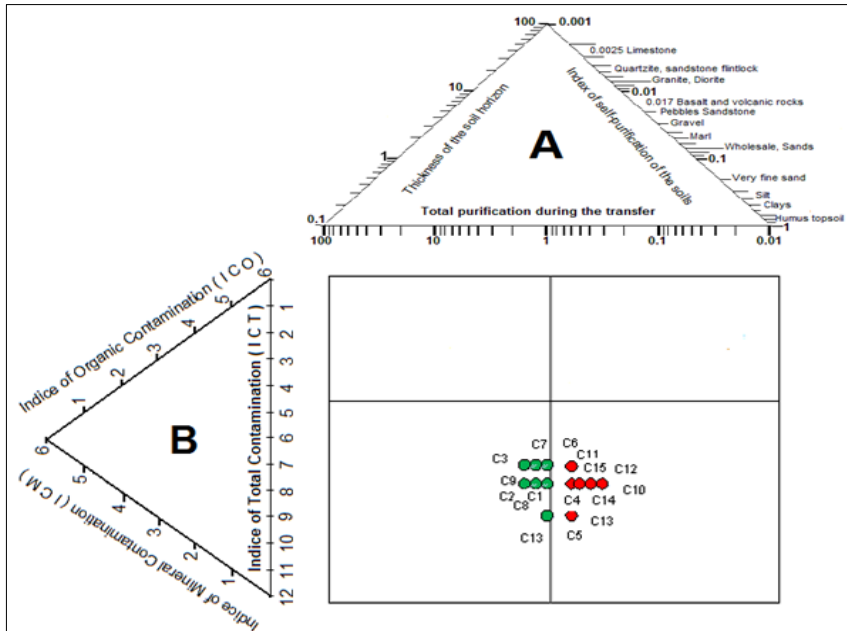 100
0.001
0.0025 Limestone
Quartzite, sandstone flintlock
Granite, Diorite
10
0.01
0.017 Basalt and volcanic rocks
Pebbles Sandstone
Gravel
Marl
Wholesale, Sands
1
0.1
Very fine sand
Silt
Clays
Humus topsoil
0.1
1
Thickness of the soil horizon
Index of self-purification of the soils
A
Total purification during the transfer
100
10
1
0.1
0.01
Indice of Organic Contamination ( I C O )
6
5
4
3
2
1
6
B
Indice of Total Contamination ( I C T )
1
2
3
4
5
6
7
8
9
10
11
12
Indice of Mineral Contamination ( I C M )
5
4
3
2
1
C7
C6
C3
C11
C15
C12
C9
C2
C1
C4
C14
C10
C8
C13
C5
C13